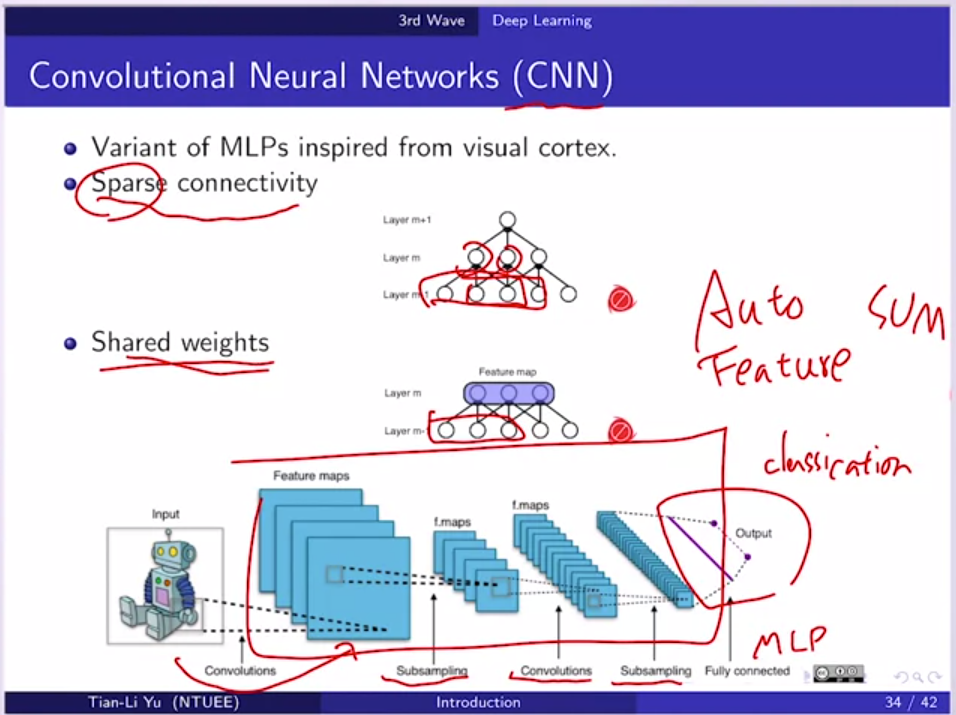 3rd Wave Deep Learning
Convolutional Neural Networks (CNN)
Variant of MLPs inspired from visual cortex.
Sparse connectivity
Layer m+1
Layer m
Layer m-1
Auto SUM
Feature
Shared weights
Feature map
Layer m
Layer m-
classication
Feature maps
Input
f.maps
f.maps
Output
MLP
Convolutions Subsampling Convolutions Subsampling Fully connected
Tian-Li Yu (NTUEE) Introduction 34 / 42